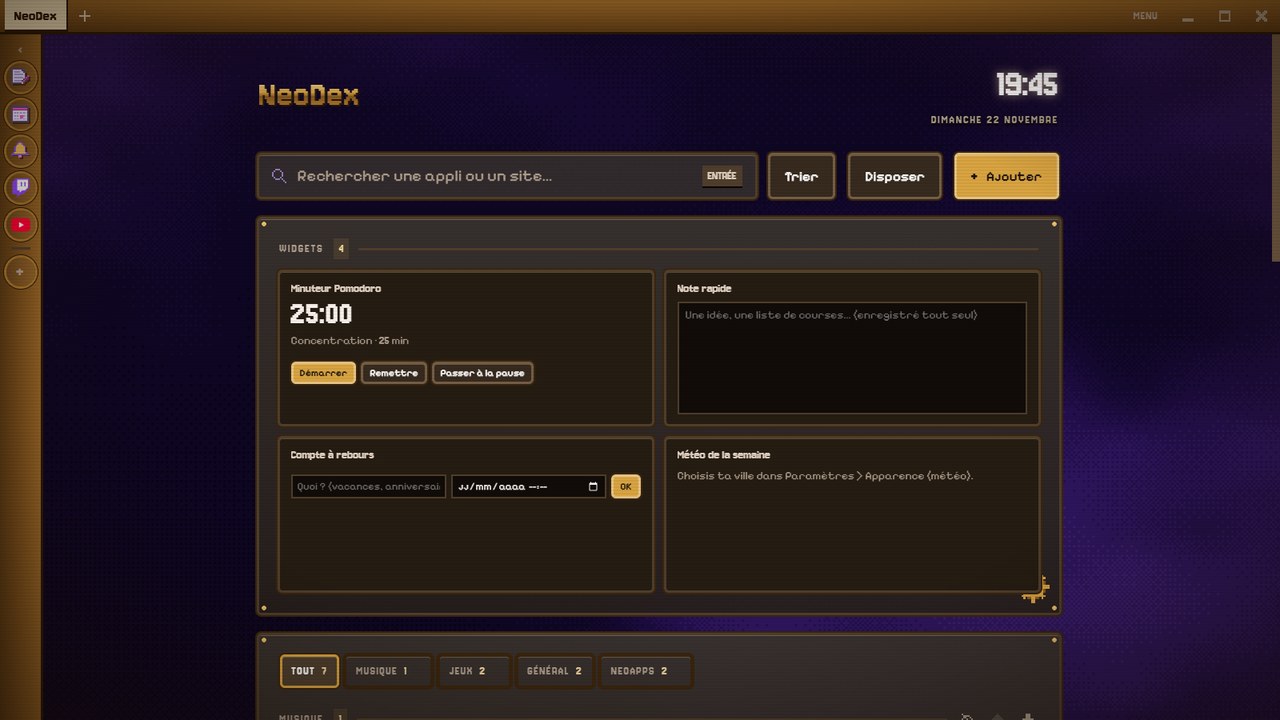 NeoDex
MENU
NeoDex
19:45
DIMANCHE 22 NOVEMBRE
Rechercher une appli ou un site...
ENTRÉE
Trier
Disposer
+ Ajouter
WIDGETS 4
Minuteur Pomodoro
25:00
Concentration · 25 min
Démarrer
Remettre
Passer à la pause
Note rapide
Une idée, une liste de courses... (enregistré tout seul)
Compte à rebours
Quoi ? (vacances, anniversai
jj/mm/aaaa --:--
OK
Météo de la semaine
Choisis ta ville dans Paramètres > Apparence (météo).
TOUT 7
MUSIQUE 1
JEUX 2
GÉNÉRAL 2
NEOAPPS 2
MUSIQUE 1